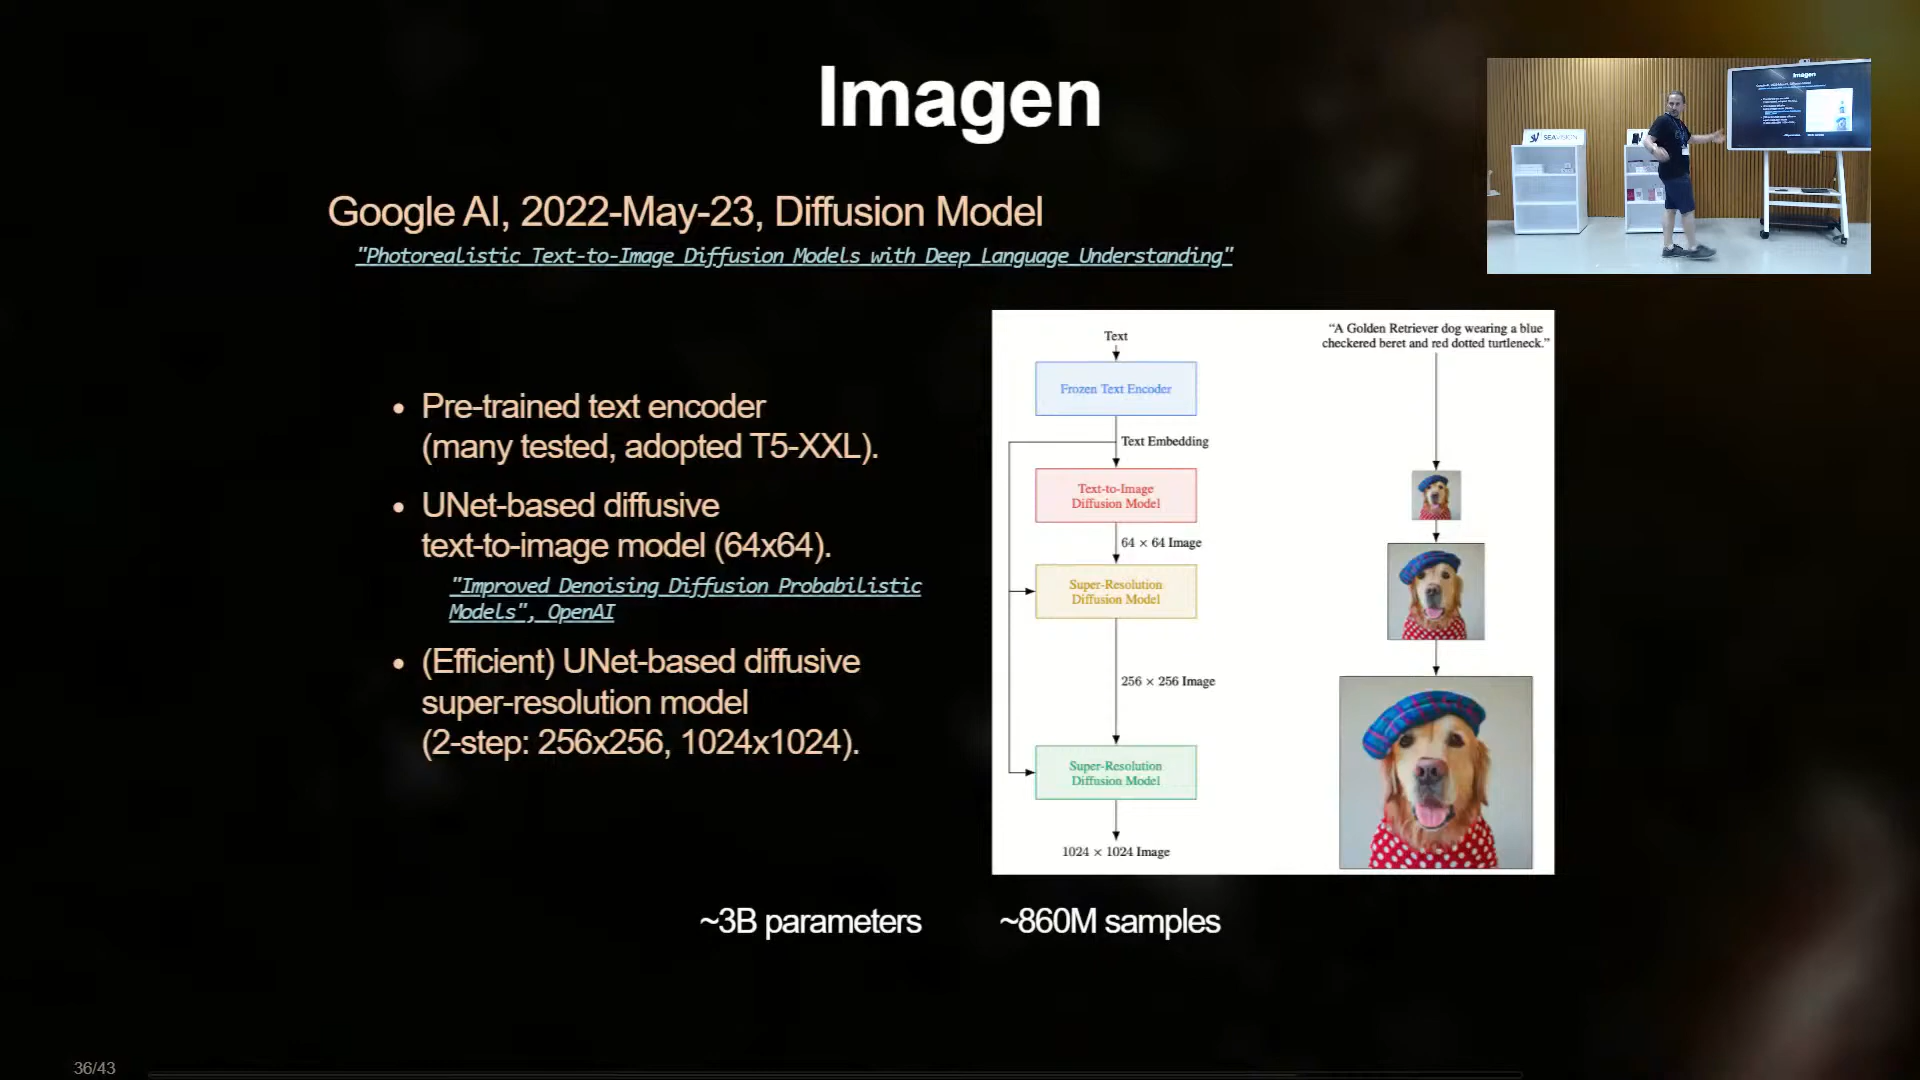 Imagen
SEAVISION
Imagen
Google AI, 2022-May-23, Diffusion Model
"Photorealistic Text-to-Image Diffusion Models with Deep Language Understanding"
• Pre-trained text encoder
(many tested, adopted T5-XXL).
• UNet-based diffusive
text-to-image model (64x64).
"Improved Denoising Diffusion Probabilistic
Models", OpenAI
• (Efficient) UNet-based diffusive
super-resolution model
(2-step: 256x256, 1024x1024).
Text
Frozen Text Encoder
Text Embedding
Text-to-Image
Diffusion Model
64 × 64 Image
Super-Resolution
Diffusion Model
256 × 256 Image
Super-Resolution
Diffusion Model
1024 × 1024 Image
"A Golden Retriever dog wearing a blue
checkered beret and red dotted turtleneck."
~3B parameters
~860M samples
36/43